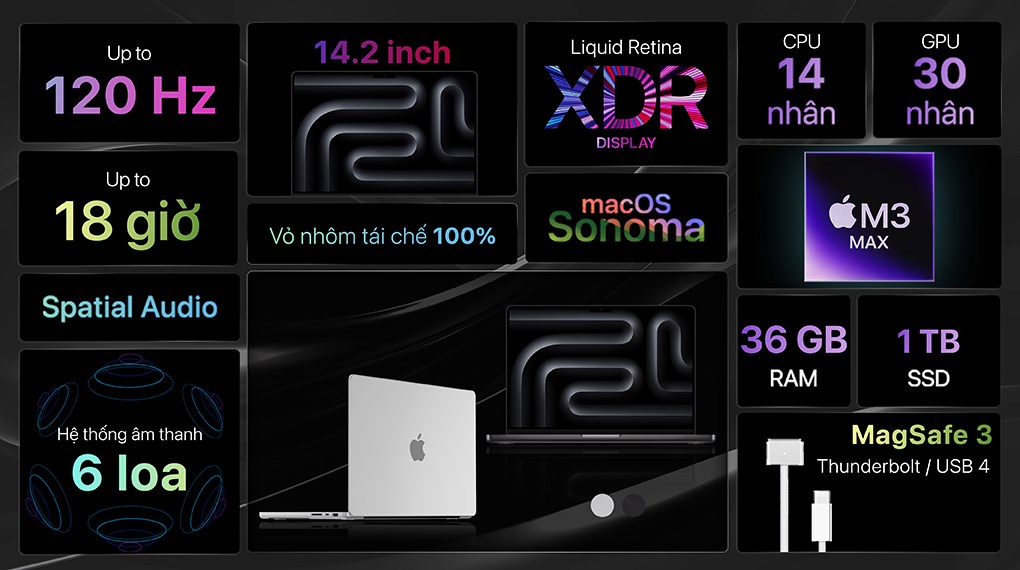 Up to
120 Hz
14.2 inch
Liquid Retina
XDR
DISPLAY
CPU
14
nhân
GPU
30
nhân
Up to
18 giờ
Vỏ nhôm tái chế 100%
macOS
Sonoma
M3
MAX
Spatial Audio
36 GB
RAM
1 TB
SSD
Hệ thống âm thanh
6 loa
MagSafe 3
Thunderbolt / USB 4